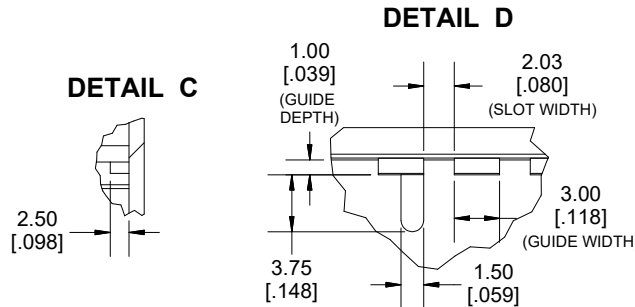 DETAIL D
1.00
[.039]
(GUIDE
DEPTH)
2.03
[.080]
(SLOT WIDTH)
DETAIL C
2.50
[.098]
3.00
[.118]
(GUIDE WIDTH
3.75
[.148]
1.50
[.059]